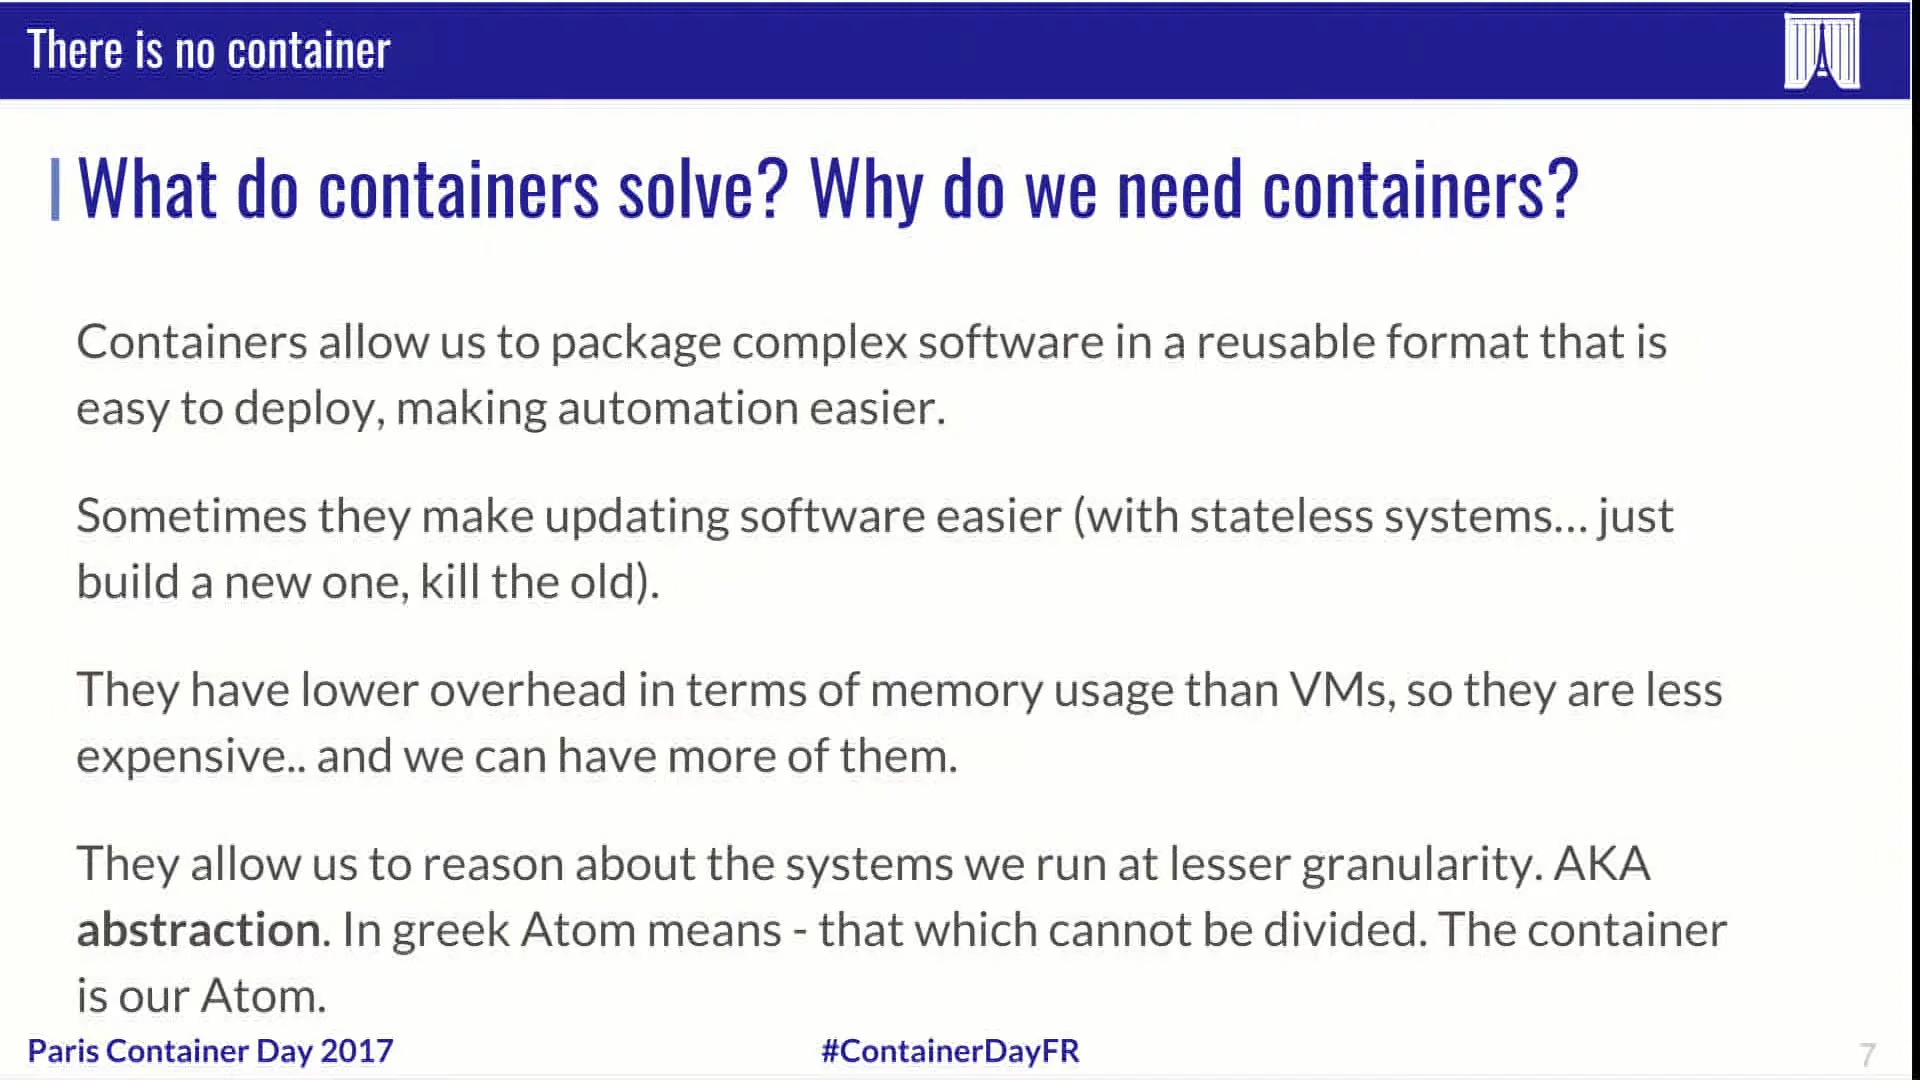 There is no container
What do containers solve? Why do we need containers?
Containers allow us to package complex software in a reusable format that is
easy to deploy, making automation easier.
Sometimes they make updating software easier (with stateless systems... just
build a new one, kill the old).
They have lower overhead in terms of memory usage than VMs, so they are less
expensive.. and we can have more of them.
They allow us to reason about the systems we run at lesser granularity. AKA
abstraction. In greek Atom means - that which cannot be divided. The container
is our Atom.
Paris Container Day 2017
#ContainerDayFR
7